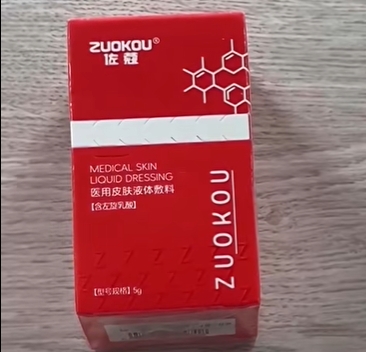 ZUOKOU®
佐蔻
MEDICAL SKIN
LIQUID DRESSING
医用皮肤液体敷料
【含左旋乳酸】
ZUOKOU
【型号规格】5g